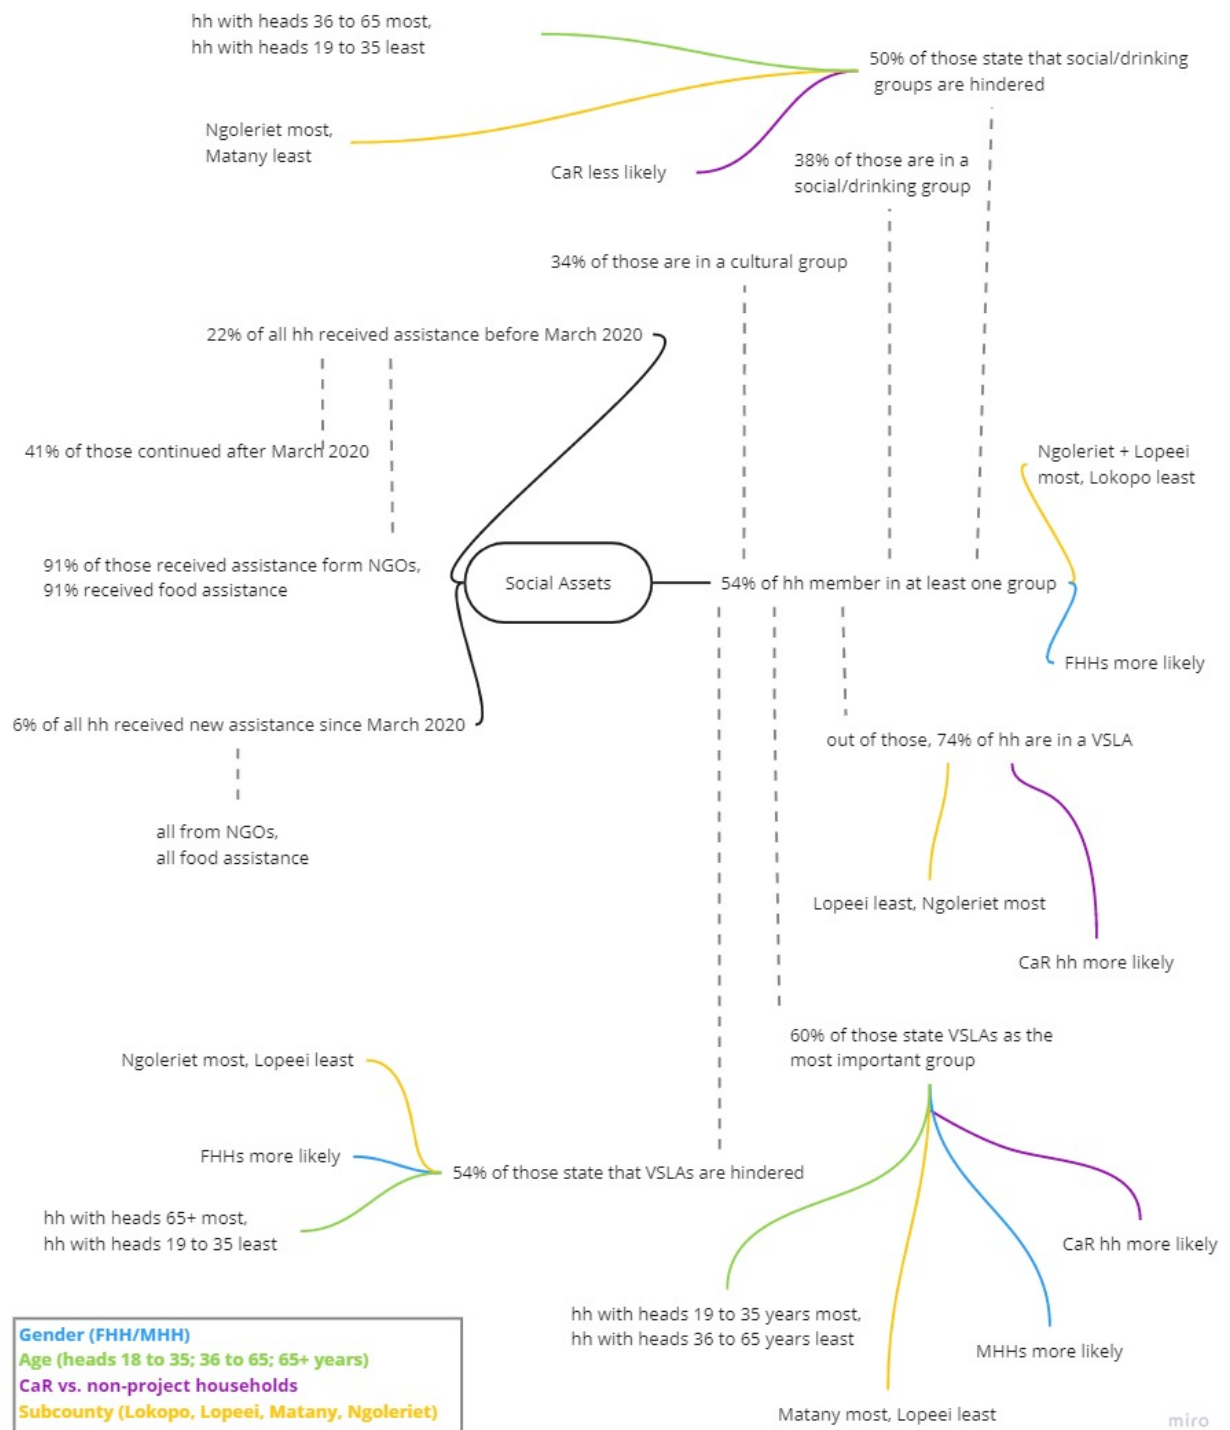 hh with heads 36 to 65 most,
hh with heads 19 to 35 least
50% of those state that social/drinking
groups are hindered
Ngoleriet most,
Matany least
CaR less likely
38% of those are in a
social/drinking group
34% of those are in a cultural group
22% of all hh received assistance before March 2020
41% of those continued after March 2020
Ngoleriet + Lopeei
most, Lokopo least
91% of those received assistance form NGOs,
91% received food assistance
Social Assets
54% of hh member in at least one group
FHHs more likely
6% of all hh received new assistance since March 2020
out of those, 74% of hh are in a VSLA
all from NGOs,
all food assistance
Lopeei least, Ngoleriet most
CaR hh more likely
60% of those state VSLAs as the
most important group
Ngoleriet most, Lopeei least
FHHs more likely
54% of those state that VSLAs are hindered
hh with heads 65+ most,
hh with heads 19 to 35 least
CaR hh more likely
hh with heads 19 to 35 years most,
hh with heads 36 to 65 years least
MHHs more likely
Matany most, Lopeei least
Gender (FHH/MHH)
Age (heads 18 to 35; 36 to 65; 65+ years)
CaR vs. non-project households
Subcounty (Lokopo, Lopeei, Matany, Ngoleriet)
miro